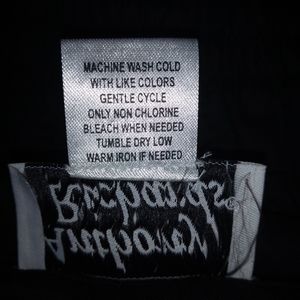 MACHINE WASH COLD
WITH LIKE COLORS
GENTLE CYCLE
ONLY NON CHLORINE
BLEACH WHEN NEEDED
TUMBLE DRY LOW
WARM IRON IF NEEDED
Anthony
Richards®